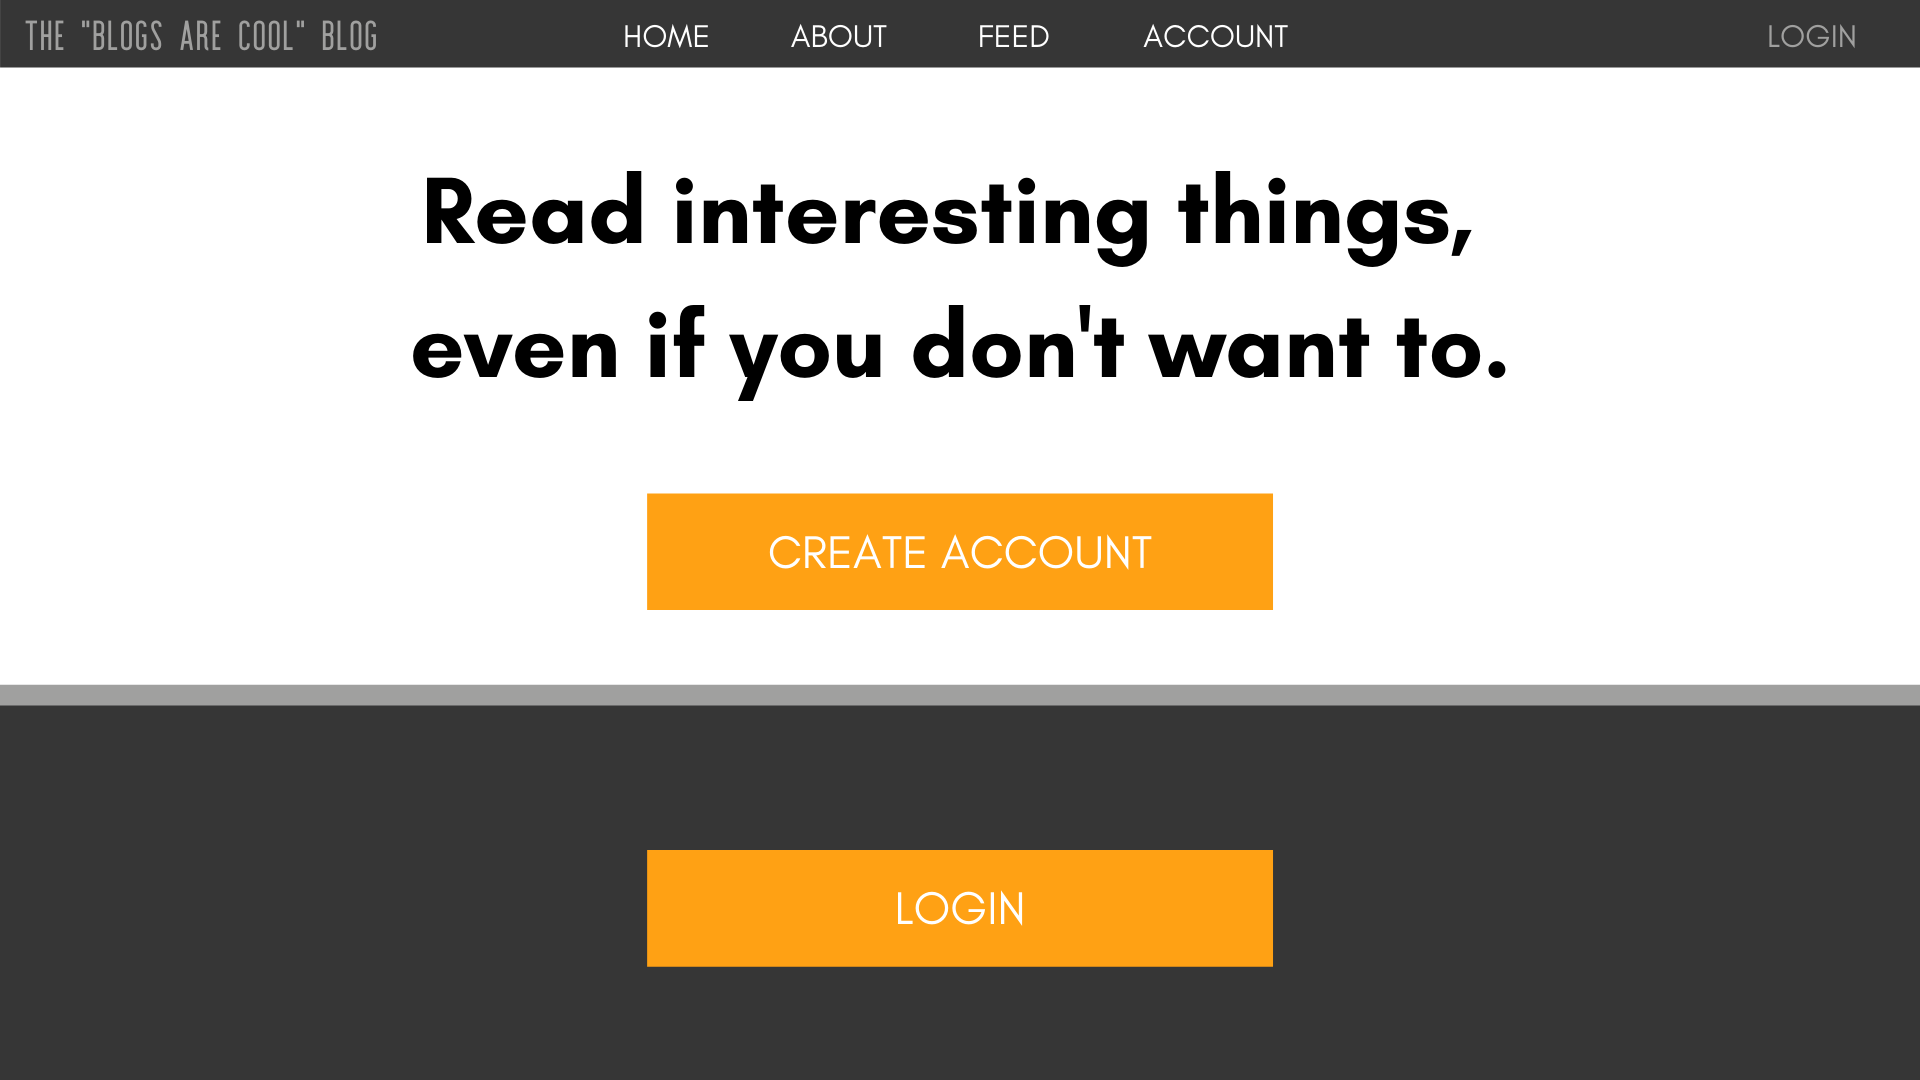 THE "BLOGS ARE COOL" BLOG HOME ABOUT FEED ACCOUNT LOGIN
Read interesting things,
even if you don't want to.
CREATE ACCOUNT
LOGIN